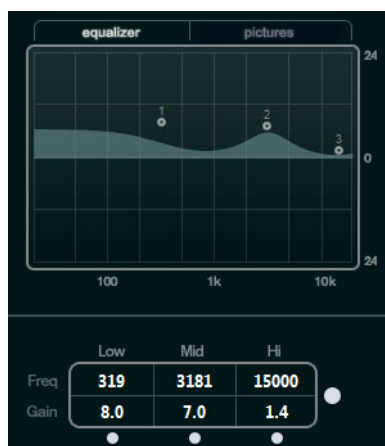 equalizer pictures
24
1 2
3
0
24
100 1k 10k
Low Mid Hi
Freq 319 3181 15000
Gain 8.0 7.0 1.4